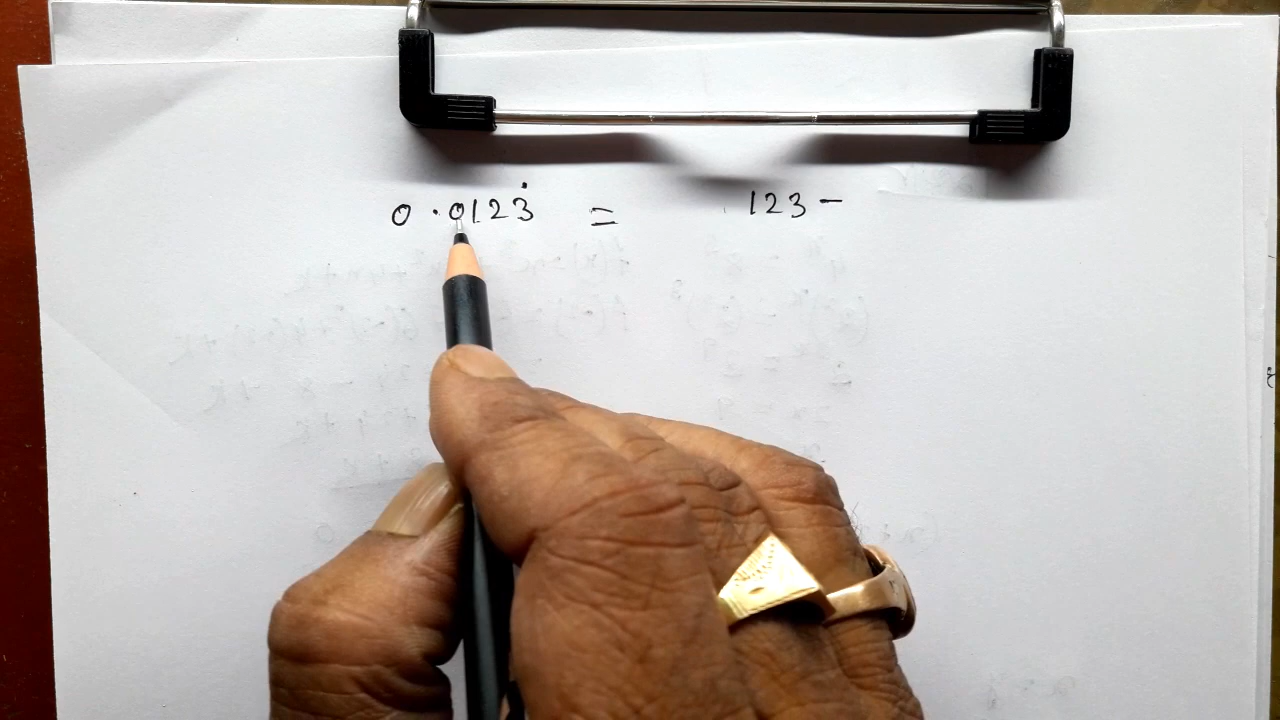 0.0123̇ = 123 -